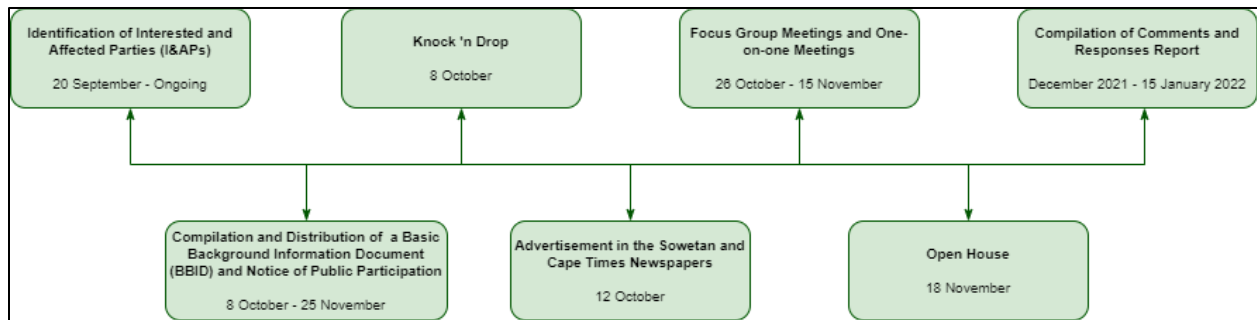 Identification of Interested and
Affected Parties (I&APs)
20 September - Ongoing
Knock 'n Drop
8 October
Focus Group Meetings and One-
on-one Meetings
26 October - 15 November
Compilation of Comments and
Responses Report
December 2021 - 15 January 2022
Compilation and Distribution of a Basic
Background Information Document
(BBID) and Notice of Public Participation
8 October - 25 November
Advertisement in the Sowetan and
Cape Times Newspapers
12 October
Open House
18 November